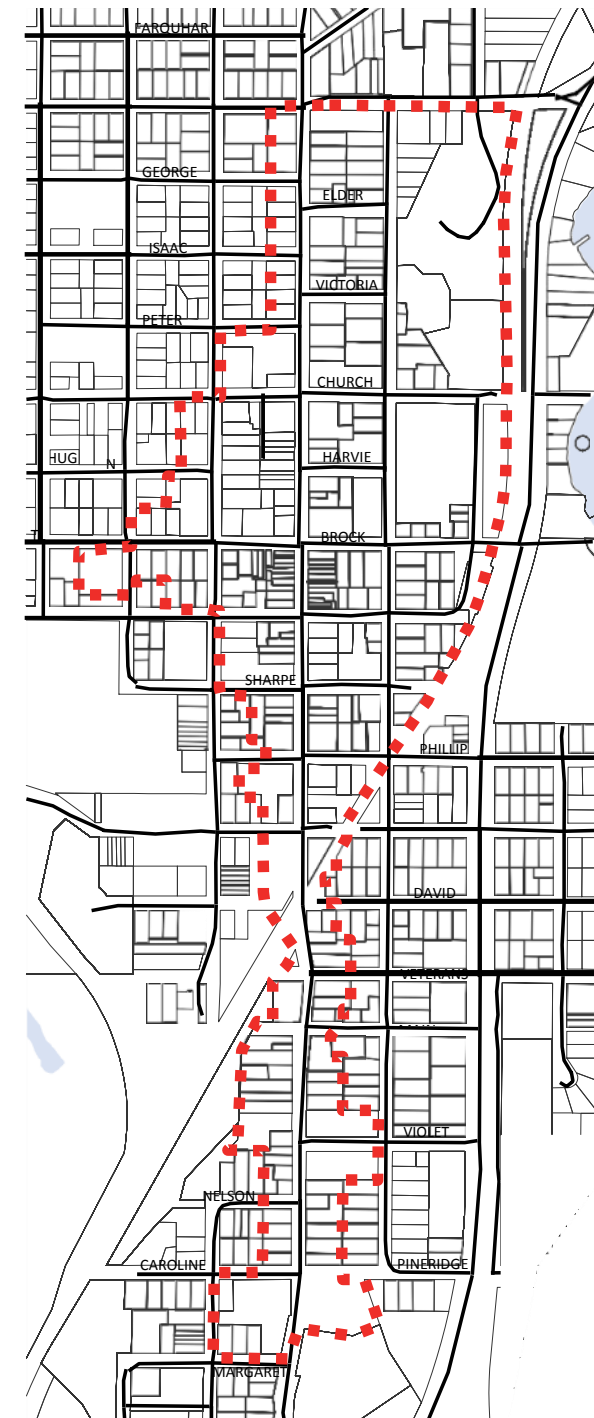 FARQUHAR
GEORGE
ELDER
ISAAC
VICTORIA
PETER
CHURCH
HUG
N
HARVIE
BROCK
SHARPE
PHILLIP
DAVID
VETERANS
VIOLET
NELSON
CAROLINE
PINERIDGE
MARGARET